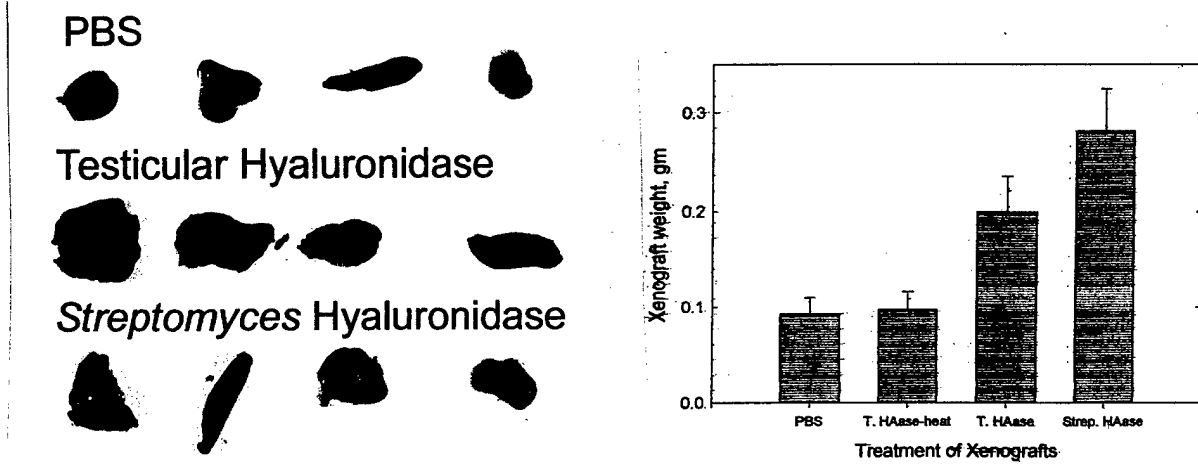 PBS
Testicular Hyaluronidase
Streptomyces Hyaluronidase
Xenograft weight, gm
0.3
0.2
0.1
0.0
PBS
T. HAase-heat
T. HAase
Strep. HAase
Treatment of Xenografts